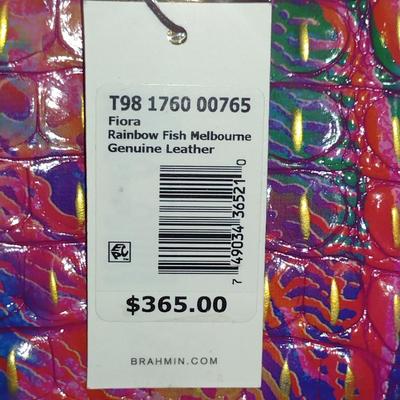 T98 1760 00765
Fiora
Rainbow Fish Melbourne
Genuine Leather
7 49034 36521 0
$365.00
BRAHMIN.COM